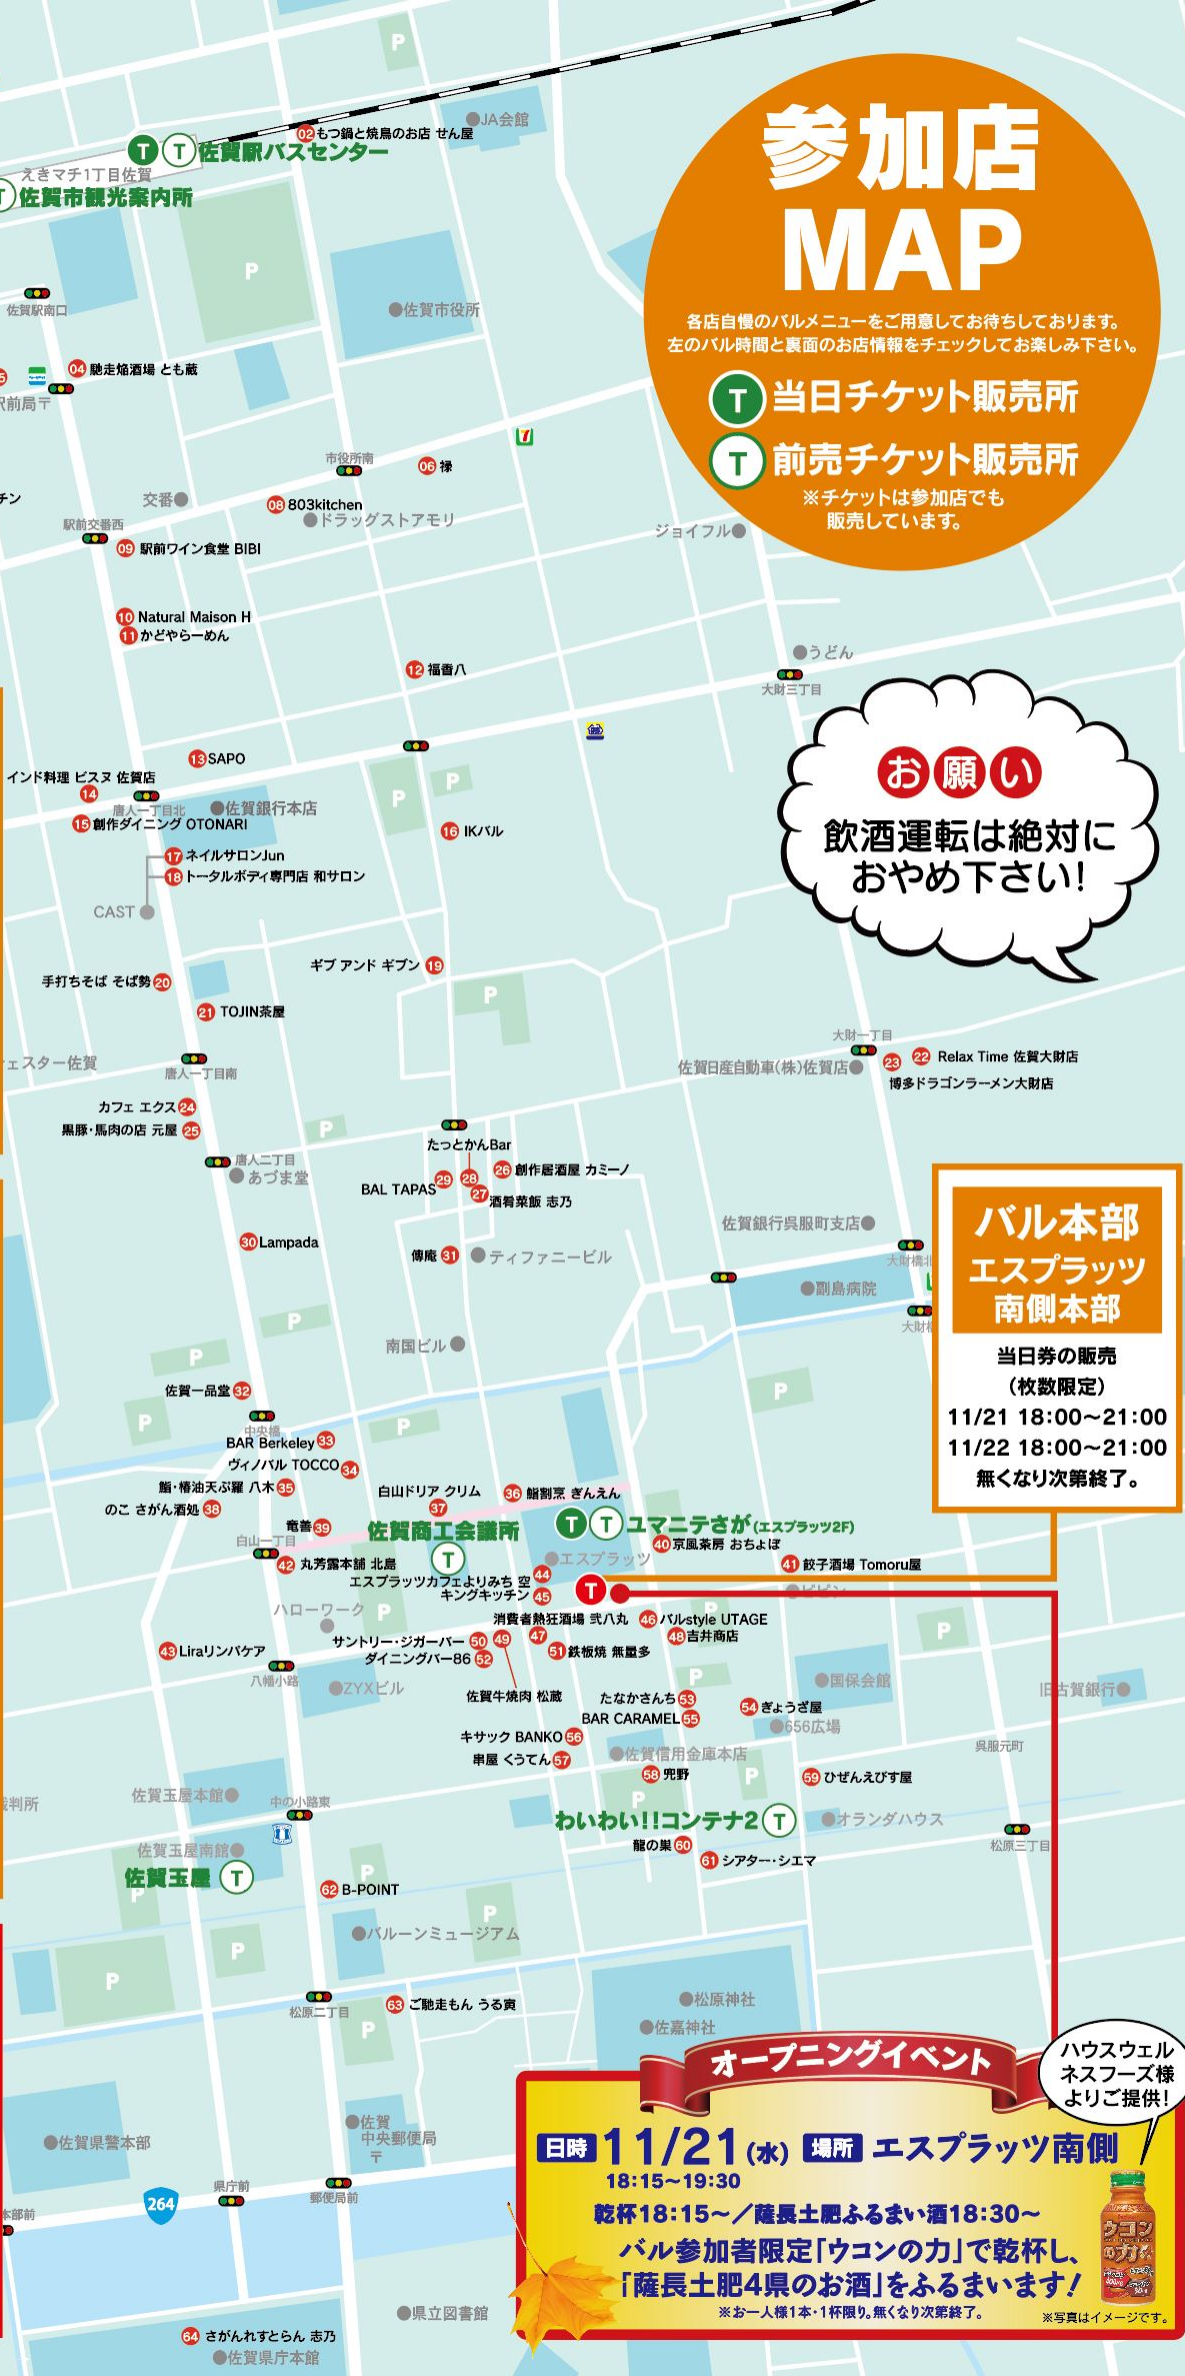 P
JA会館
02 もつ鍋と焼鳥のお店 せん屋
T T 佐賀駅バスセンター
えきマチ1丁目佐賀
T 佐賀市観光案内所
P
佐賀駅南口
佐賀市役所
参加店
MAP
各店自慢のバルメニューをご用意してお待ちしております。
左のバル時間と裏面のお店情報をチェックしてお楽しみ下さい。
T 当日チケット販売所
T 前売チケット販売所
※チケットは参加店でも
販売しています。
04 馳走焔酒場 とも蔵
駅前局〒
7
市役所南
06 禄
チン
交番
08 803kitchen
ドラッグストアモリ
駅前交番西
ジョイフル
09 駅前ワイン食堂 BIBI
10 Natural Maison H
11 かどやらーめん
うどん
12 福香八
大財三丁目
13 SAPO
インド料理 ビスヌ 佐賀店
14
唐人一丁目北
佐賀銀行本店
15 創作ダイニング OTONARI
P
P
16 IKバル
17 ネイルサロンJun
18 トータルボディ専門店 和サロン
CAST
お願い
飲酒運転は絶対に
おやめ下さい!
ギブ アンド ギブン 19
手打ちそば そば勢 20
P
21 TOJIN茶屋
大財一丁目
ェスター佐賀
唐人一丁目南
佐賀日産自動車(株)佐賀店
23 22 Relax Time 佐賀大財店
博多ドラゴンラーメン大財店
カフェ エクス 24
黒豚・馬肉の店 元屋 25
P
たっとかんBar
唐人二丁目
あづま堂
BAL TAPAS 29 28
26 創作居酒屋 カミーノ
27 酒肴菜飯 志乃
佐賀銀行呉服町支店
30 Lampada
傳庵 31 ティファニービル
大財橋北
副島病院
大財橋
P
南国ビル
P
佐賀一品堂 32
P
P
P
中央橋
バル本部
エスプラッツ
南側本部
当日券の販売
(枚数限定)
11/21 18:00〜21:00
11/22 18:00〜21:00
無くなり次第終了。
BAR Berkeley 33
ヴィノバル TOCCO 34
鮨・椿油天ぷ羅 八木 35
白山ドリア クリム
37
36 鮨割烹 ぎんえん
のこ さがん酒処 38
竜善 39
佐賀商工会議所
T
T T ユマニテさが(エスプラッツ2F)
白山一丁目
40 京風茶房 おちょぼ
42 丸芳露本舗 北島
エスプラッツ
41 餃子酒場 Tomoru屋
エスプラッツカフェよりみち 空 44
キングキッチン 45
T
ハローワーク
P
P
消費者熱狂酒場 弐八丸
47
46 バルstyle UTAGE
48 吉井商店
P
43 Liraリンパケア
サントリー・ジガーバー 50 49
ダイニングバー86 52
51 鉄板焼 無量多
八幡小路
ZYXビル
P
国保会館
旧古賀銀行
佐賀牛焼肉 松蔵
たなかさんち 53
BAR CARAMEL 55
54 ぎょうざ屋
656広場
キサック BANKO 56
串屋 くうてん 57
佐賀信用金庫本店
58 兜野
呉服元町
59 ひぜんえびす屋
P
P
佐賀玉屋本館
裁判所
中の小路東
わいわい!!コンテナ2 T
オランダハウス
佐賀玉屋南館
佐賀玉屋 T
龍の巣 60
61 シアター・シエマ
松原三丁目
P
P
62 B-POINT
P
P
バルーンミュージアム
P
松原二丁目
63 ご馳走もん うる寅
P
松原神社
佐嘉神社
オープニングイベント
ハウスウェル
ネスフーズ様
よりご提供!
日時 11/21(水) 場所 エスプラッツ南側
18:15〜19:30
乾杯18:15〜/薩長土肥ふるまい酒18:30〜
バル参加者限定「ウコンの力」で乾杯し、
「薩長土肥4県のお酒」をふるまいます!
※お一人様1本・1杯限り。無くなり次第終了。
※写真はイメージです。
ウコン
の力
佐賀
中央郵便局
〒
佐賀県警本部
県庁前
264
郵便局前
本部前
県立図書館
64 さがんれすとらん 志乃
佐賀県庁本館